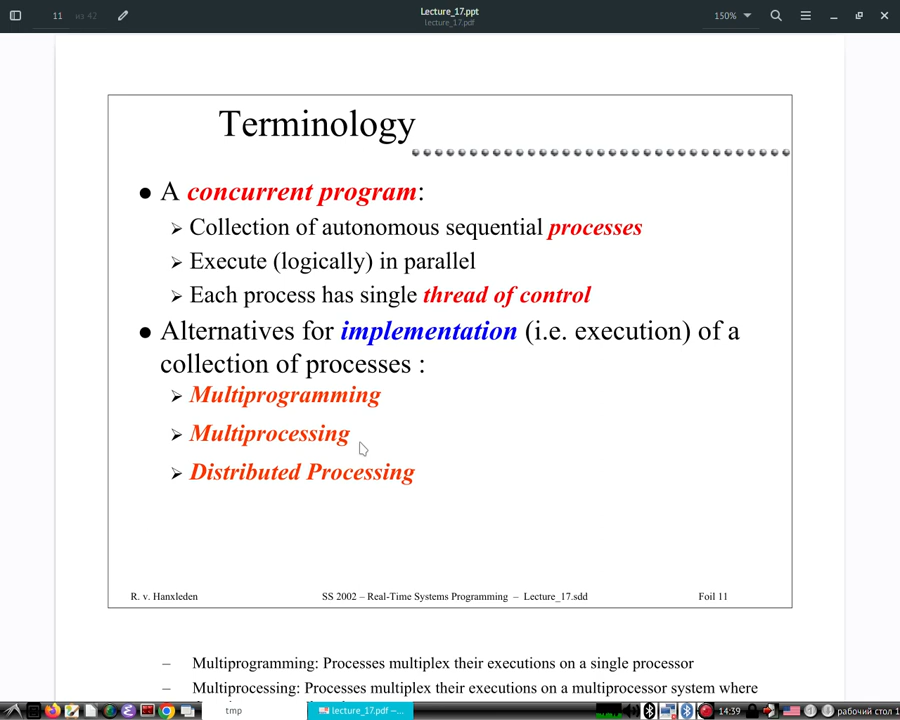 11 из 42
Lecture_17.ppt
lecture_17.pdf
150%
Terminology
● A concurrent program:
➢ Collection of autonomous sequential processes
➢ Execute (logically) in parallel
➢ Each process has single thread of control
● Alternatives for implementation (i.e. execution) of a
collection of processes :
➢ Multiprogramming
➢ Multiprocessing
➢ Distributed Processing
R. v. Hanxleden SS 2002 – Real-Time Systems Programming – Lecture_17.sdd Foil 11
– Multiprogramming: Processes multiplex their executions on a single processor
– Multiprocessing: Processes multiplex their executions on a multiprocessor system where
tmp lecture_17.pdf —... 14:39 рабочий стол 1